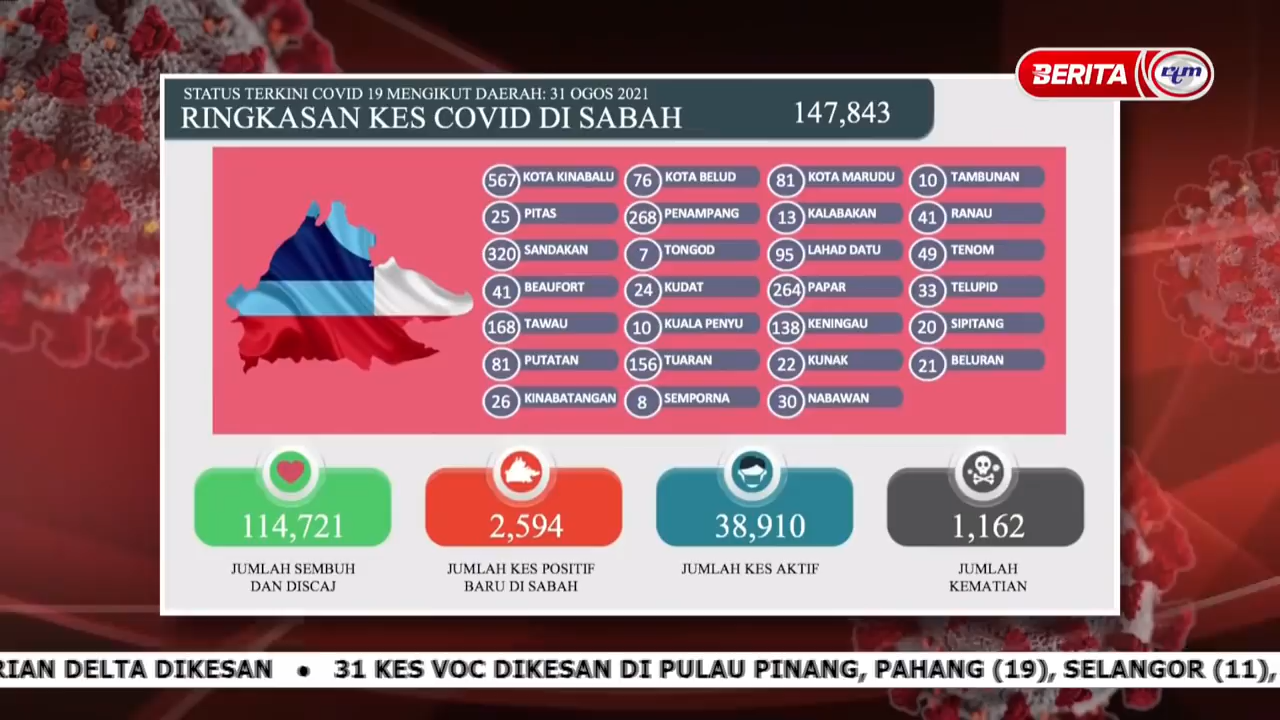 BERITA rtm
STATUS TERKINI COVID 19 MENGIKUT DAERAH: 31 OGOS 2021
RINGKASAN KES COVID DI SABAH 147,843
567 KOTA KINABALU 76 KOTA BELUD 81 KOTA MARUDU 10 TAMBUNAN
25 PITAS 268 PENAMPANG 13 KALABAKAN 41 RANAU
320 SANDAKAN 7 TONGOD 95 LAHAD DATU 49 TENOM
41 BEAUFORT 24 KUDAT 264 PAPAR 33 TELUPID
168 TAWAU 10 KUALA PENYU 138 KENINGAU 20 SIPITANG
81 PUTATAN 156 TUARAN 22 KUNAK 21 BELURAN
26 KINABATANGAN 8 SEMPORNA 30 NABAWAN
114,721 2,594 38,910 1,162
JUMLAH SEMBUH JUMLAH KES POSITIF JUMLAH KES AKTIF JUMLAH
DAN DISCAJ BARU DI SABAH KEMATIAN
RIAN DELTA DIKESAN • 31 KES VOC DIKESAN DI PULAU PINANG, PAHANG (19), SELANGOR (11),